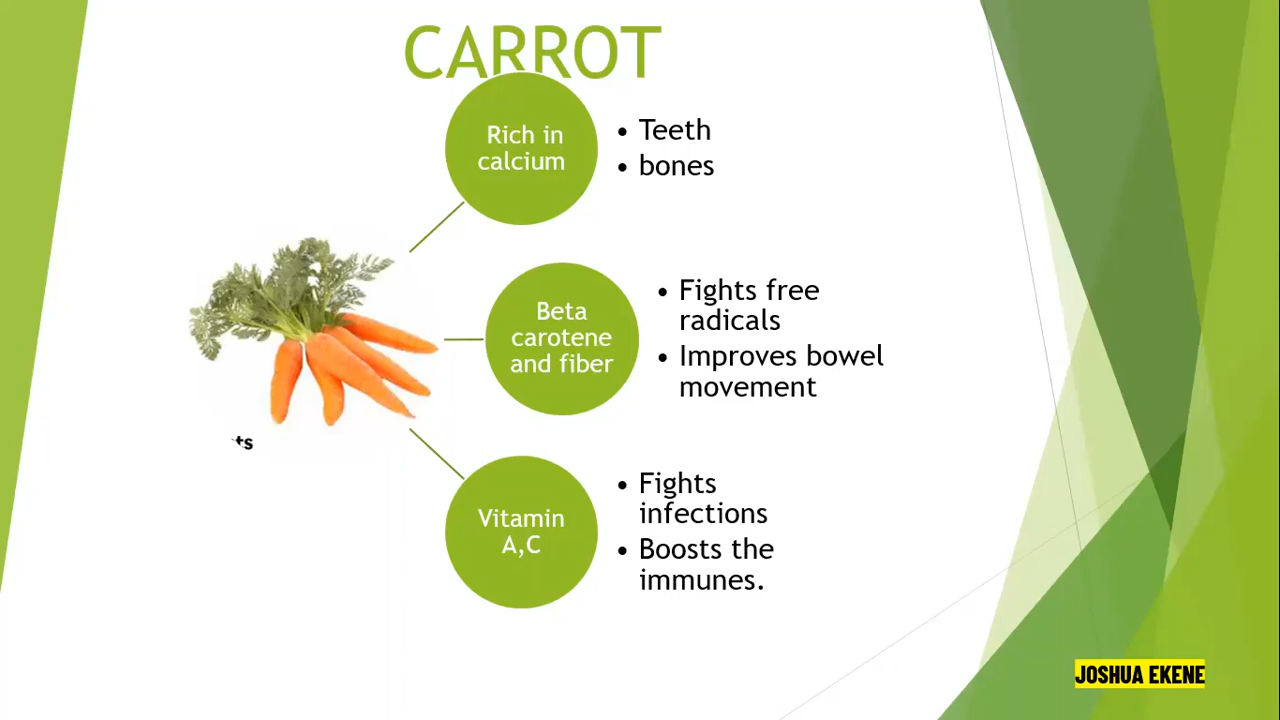 CARROT
Rich in
calcium
• Teeth
• bones
Beta
carotene
and fiber
• Fights free
radicals
• Improves bowel
movement
ts
Vitamin
A,C
• Fights
infections
• Boosts the
immunes.
JOSHUA EKENE